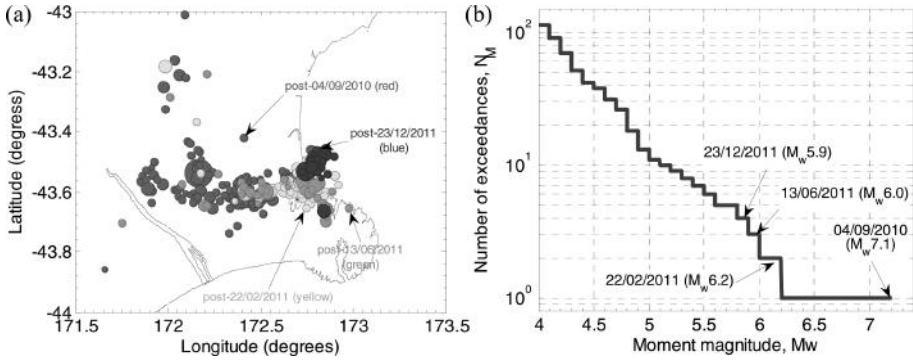 (a)
-43
-43.2
-43.4
-43.6
-43.8
-44
Latitude (degrees)
171.5
172
172.5
173
173.5
Longitude (degrees)
post-04/09/2010 (red)
post-23/12/2011
(blue)
post-13/06/2011
(green)
post-22/02/2011 (yellow)
(b)
10²
10¹
10⁰
Number of exceedances, N_M
4
4.5
5
5.5
6
6.5
7
Moment magnitude, Mw
23/12/2011 (M_w5.9)
13/06/2011 (M_w6.0)
04/09/2010
(M_w7.1)
22/02/2011 (M_w6.2)